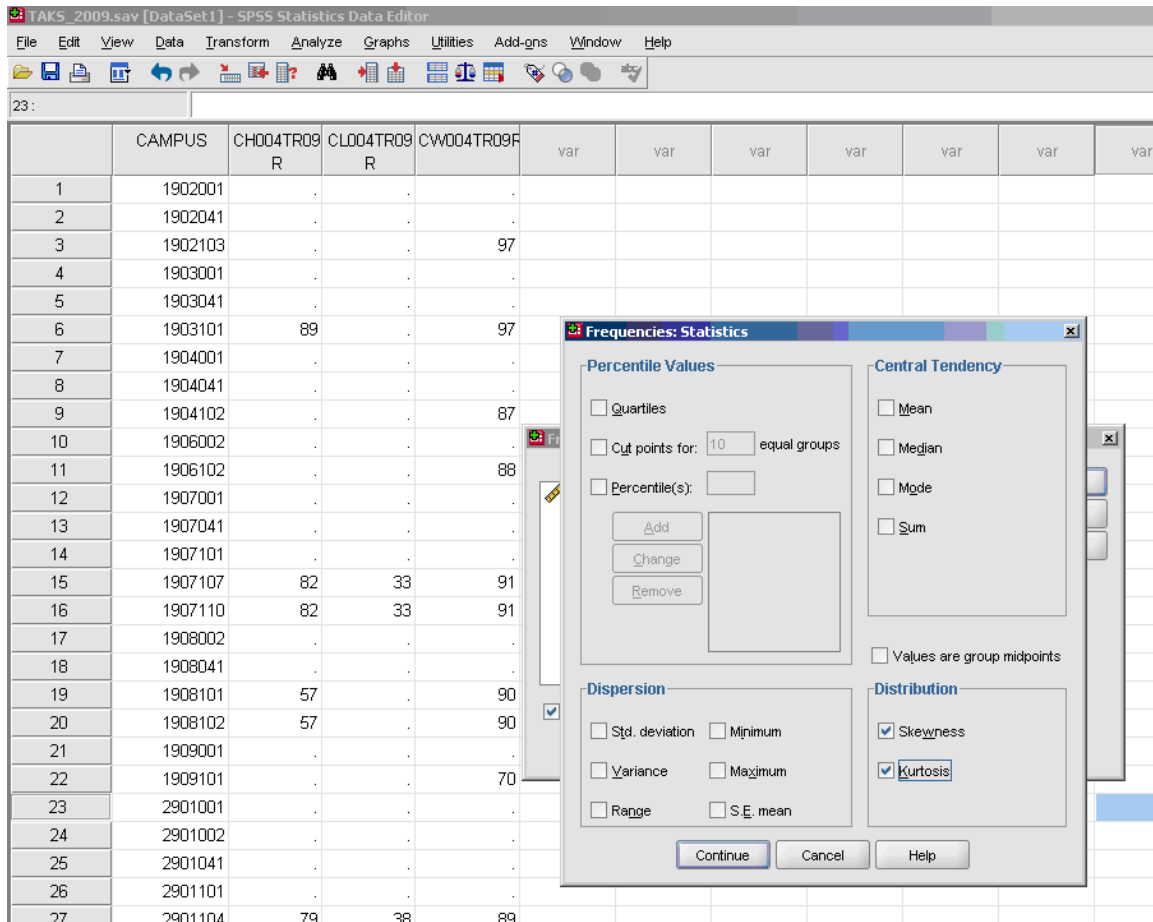 TAKS_2009.sav [DataSet1] - SPSS Statistics Data Editor
File Edit View Data Transform Analyze Graphs Utilities Add-ons Window Help
23 :
CAMPUS CH004TR09R CL004TR09R CW004TR09R var var var var var var var
1 1902001 . . .
2 1902041 . . .
3 1902103 . . 97
4 1903001 . . .
5 1903041 . . .
6 1903101 89 . 97
7 1904001 . . .
8 1904041 . . .
9 1904102 . . 87
10 1906002 . . .
11 1906102 . . 88
12 1907001 . . .
13 1907041 . . .
14 1907101 . . .
15 1907107 82 33 91
16 1907110 82 33 91
17 1908002 . . .
18 1908041 . . .
19 1908101 57 . 90
20 1908102 57 . 90
21 1909001 . . .
22 1909101 . . 70
23 2901001 . . .
24 2901002 . . .
25 2901041 . . .
26 2901101 . . .
27 2901104 79 38 89
Fr
Frequencies: Statistics
Percentile Values
Quartiles
Cut points for: 10 equal groups
Percentile(s):
Add
Change
Remove
Central Tendency
Mean
Median
Mode
Sum
Values are group midpoints
Dispersion
Std. deviation Minimum
Variance Maximum
Range S.E. mean
Distribution
Skewness
Kurtosis
Continue Cancel Help